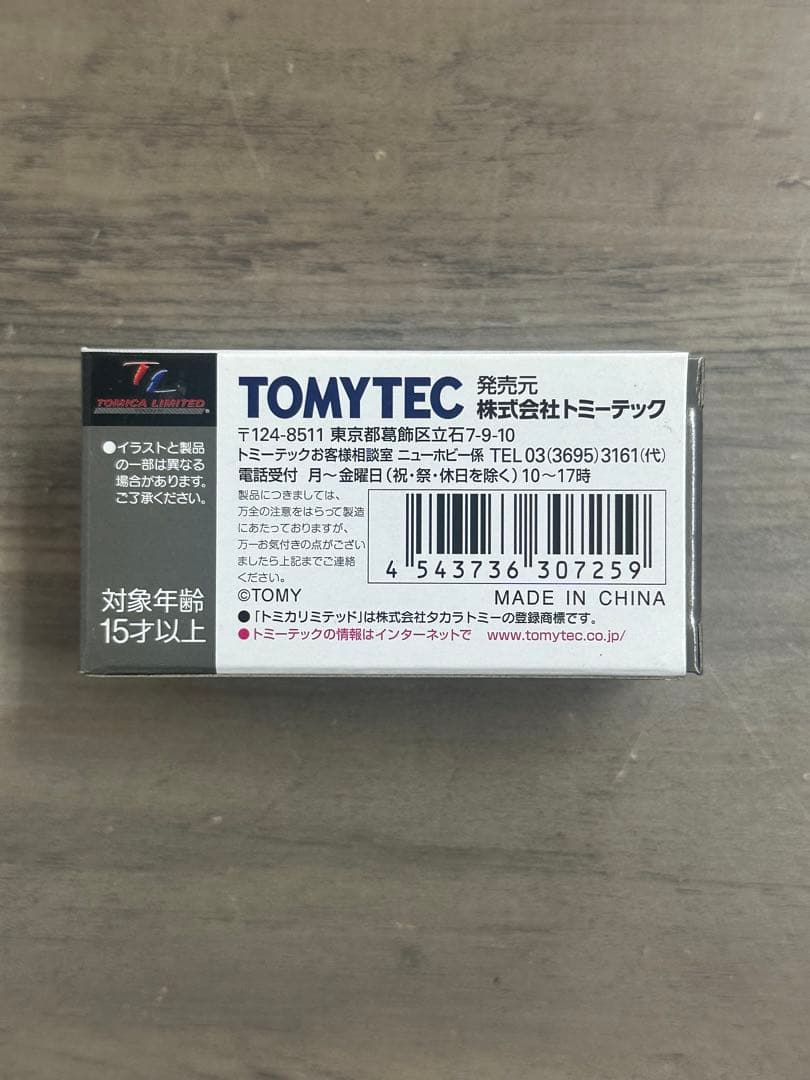 TL
TOMICA LIMITED®
●イラストと製品
の一部は異なる
場合があります。
ご了承ください。
対象年齢
15才以上
TOMYTEC 発売元
株式会社トミーテック
〒124-8511 東京都葛飾区立石7-9-10
トミーテックお客様相談室 ニューホビー係 TEL 03(3695)3161(代)
電話受付 月～金曜日(祝・祭・休日を除く)10～17時
製品につきましては、
万全の注意をはらって製造
にあたっておりますが、
万一お気付きの点がござい
ましたら上記までご連絡
ください。
4 543736 307259
©TOMY MADE IN CHINA
●「トミカリミテッド」は株式会社タカラトミーの登録商標です。
●トミーテックの情報はインターネットで www.tomytec.co.jp/